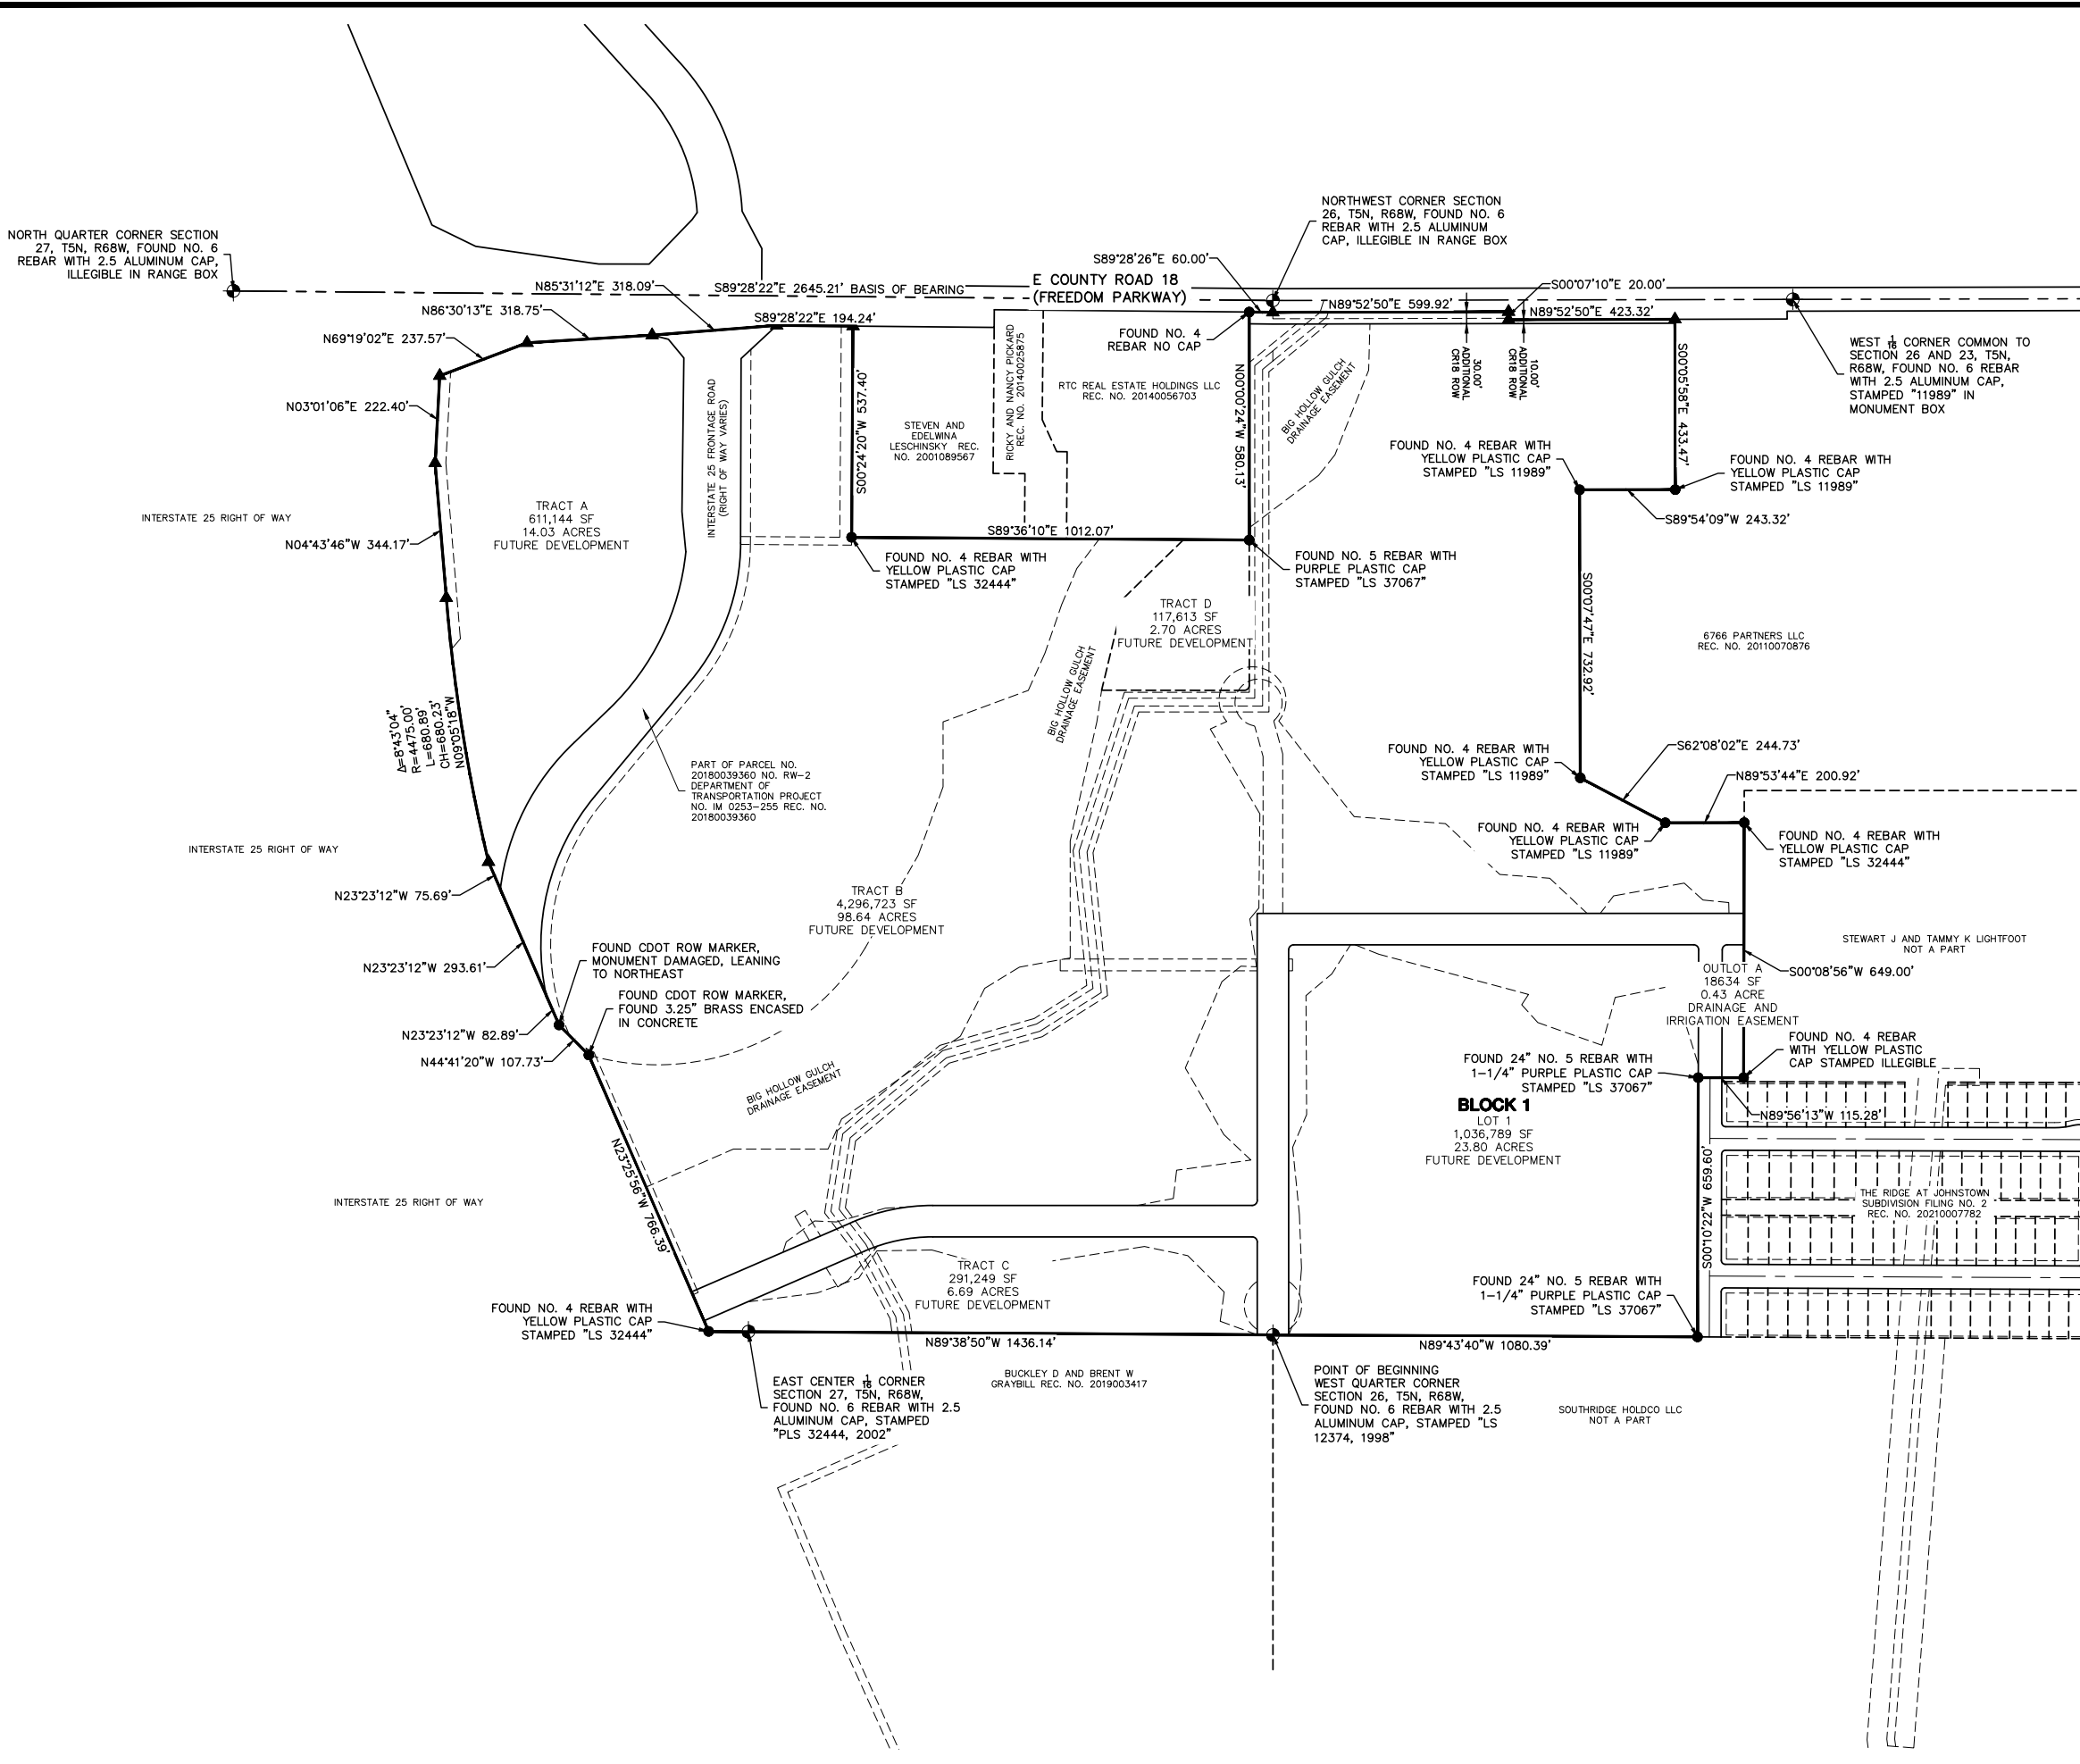 NORTHWEST CORNER SECTION
26, T5N, R68W, FOUND NO. 6
REBAR WITH 2.5 ALUMINUM
CAP, ILLEGIBLE IN RANGE BOX
NORTH QUARTER CORNER SECTION
27, T5N, R68W, FOUND NO. 6
REBAR WITH 2.5 ALUMINUM CAP,
ILLEGIBLE IN RANGE BOX
S89°28'26"E 60.00'
E COUNTY ROAD 18
(FREEDOM PARKWAY)
N85°31'12"E 318.09'
S89°28'22"E 2645.21' BASIS OF BEARING
S00°07'10"E 20.00'
N86°30'13"E 318.75'
S89°28'22"E 194.24'
N89°52'50"E 599.92'
N89°52'50"E 423.32'
N69°19'02"E 237.57'
FOUND NO. 4
REBAR NO CAP
WEST 1/16 CORNER COMMON TO
SECTION 26 AND 23, T5N,
R68W, FOUND NO. 6 REBAR
WITH 2.5 ALUMINUM CAP,
STAMPED "11989" IN
MONUMENT BOX
30.00'
ADDITIONAL
CR18 ROW
10.00'
ADDITIONAL
CR18 ROW
N03°01'06"E 222.40'
INTERSTATE 25 FRONTAGE ROAD
(RIGHT OF WAY VARIES)
S00°24'20"W 537.40'
STEVEN AND
EDELWINA
LESCHINSKY REC.
NO. 2001089567
RICKY AND NANCY PICKARD
REC. NO. 20140025875
RTC REAL ESTATE HOLDINGS LLC
REC. NO. 20140056703
N00°00'24"W 580.13'
BIG HOLLOW GULCH
DRAINAGE EASEMENT
S00°05'58"E 433.47'
FOUND NO. 4 REBAR WITH
YELLOW PLASTIC CAP
STAMPED "LS 11989"
FOUND NO. 4 REBAR WITH
YELLOW PLASTIC CAP
STAMPED "LS 11989"
INTERSTATE 25 RIGHT OF WAY
TRACT A
611,144 SF
14.03 ACRES
FUTURE DEVELOPMENT
S89°54'09"W 243.32'
N04°43'46"W 344.17'
S89°36'10"E 1012.07'
FOUND NO. 4 REBAR WITH
YELLOW PLASTIC CAP
STAMPED "LS 32444"
FOUND NO. 5 REBAR WITH
PURPLE PLASTIC CAP
STAMPED "LS 37067"
TRACT D
117,613 SF
2.70 ACRES
FUTURE DEVELOPMENT
S00°07'47"E 732.92'
6766 PARTNERS LLC
REC. NO. 20110070876
BIG HOLLOW GULCH
DRAINAGE EASEMENT
Δ=8°43'04"
R=4475.00'
L=680.89'
CH=680.23'
N09°05'18"W
PART OF PARCEL NO.
20180039360 NO. RW-2
DEPARTMENT OF
TRANSPORTATION PROJECT
NO. IM 0253-255 REC. NO.
20180039360
FOUND NO. 4 REBAR WITH
YELLOW PLASTIC CAP
STAMPED "LS 11989"
S62°08'02"E 244.73'
N89°53'44"E 200.92'
FOUND NO. 4 REBAR WITH
YELLOW PLASTIC CAP
STAMPED "LS 11989"
FOUND NO. 4 REBAR WITH
YELLOW PLASTIC CAP
STAMPED "LS 32444"
INTERSTATE 25 RIGHT OF WAY
N23°23'12"W 75.69'
TRACT B
4,296,723 SF
98.64 ACRES
FUTURE DEVELOPMENT
STEWART J AND TAMMY K LIGHTFOOT
NOT A PART
FOUND CDOT ROW MARKER,
MONUMENT DAMAGED, LEANING
TO NORTHEAST
N23°23'12"W 293.61'
S00°08'56"W 649.00'
OUTLOT A
18634 SF
0.43 ACRE
DRAINAGE AND
IRRIGATION EASEMENT
FOUND CDOT ROW MARKER,
FOUND 3.25" BRASS ENCASED
IN CONCRETE
N23°23'12"W 82.89'
N44°41'20"W 107.73'
FOUND NO. 4 REBAR
WITH YELLOW PLASTIC
CAP STAMPED ILLEGIBLE
FOUND 24" NO. 5 REBAR WITH
1-1/4" PURPLE PLASTIC CAP
STAMPED "LS 37067"
BIG HOLLOW GULCH
DRAINAGE EASEMENT
BLOCK 1
LOT 1
1,036,789 SF
23.80 ACRES
FUTURE DEVELOPMENT
N89°56'13"W 115.28'
N23°25'56"W 766.39'
S00°10'22"W 659.60'
INTERSTATE 25 RIGHT OF WAY
THE RIDGE AT JOHNSTOWN
SUBDIVISION FILING NO. 2
REC. NO. 20210007782
TRACT C
291,249 SF
6.69 ACRES
FUTURE DEVELOPMENT
FOUND 24" NO. 5 REBAR WITH
1-1/4" PURPLE PLASTIC CAP
STAMPED "LS 37067"
FOUND NO. 4 REBAR WITH
YELLOW PLASTIC CAP
STAMPED "LS 32444"
N89°38'50"W 1436.14'
N89°43'40"W 1080.39'
BUCKLEY D AND BRENT W
GRAYBILL REC. NO. 2019003417
EAST CENTER 1/16 CORNER
SECTION 27, T5N, R68W,
FOUND NO. 6 REBAR WITH 2.5
ALUMINUM CAP, STAMPED
"PLS 32444, 2002"
POINT OF BEGINNING
WEST QUARTER CORNER
SECTION 26, T5N, R68W,
FOUND NO. 6 REBAR WITH 2.5
ALUMINUM CAP, STAMPED "LS
12374, 1998"
SOUTHRIDGE HOLDCO LLC
NOT A PART